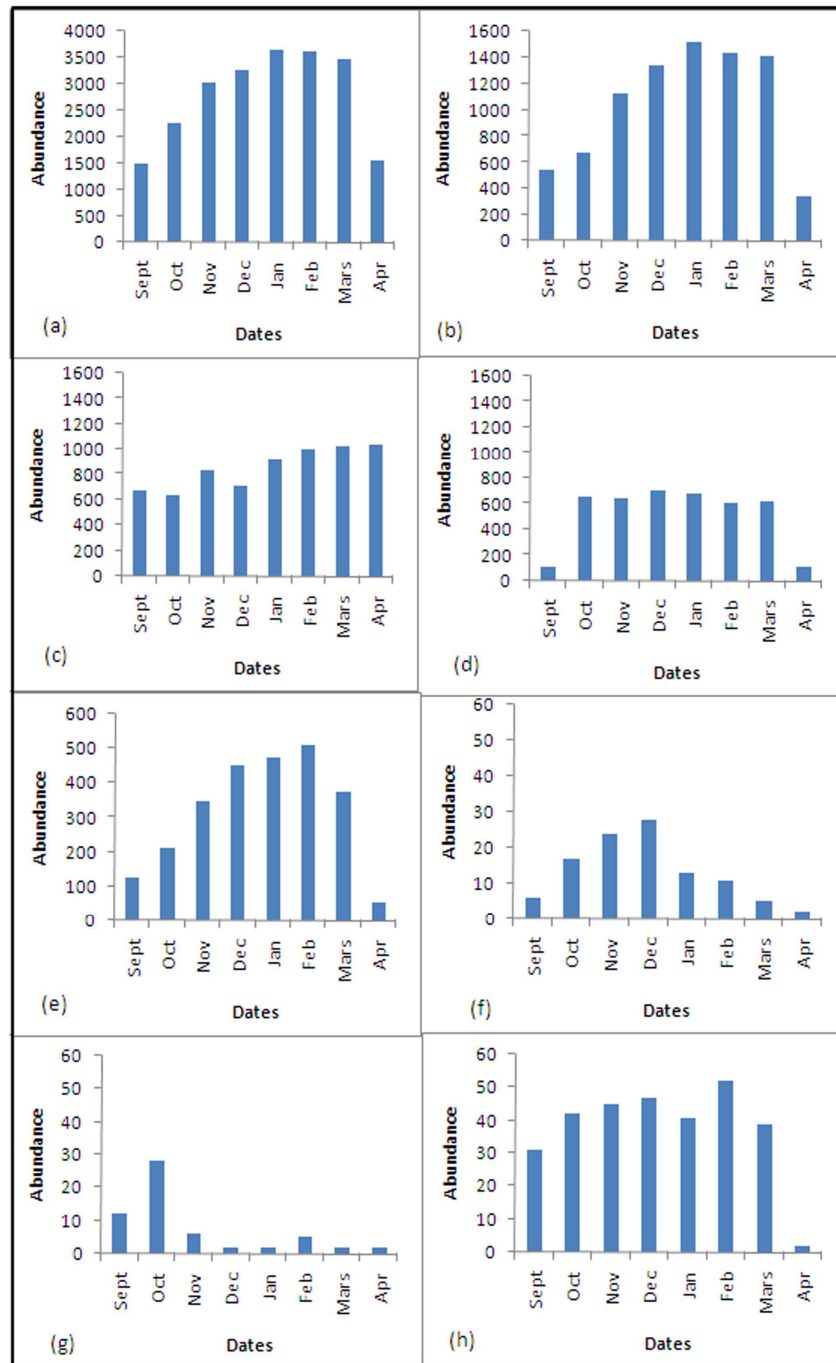 4000
3500
3000
2500
2000
1500
1000
500
0
Abundance
Sept Oct Nov Dec Jan Feb Mars Apr
(a)
Dates
1600
1400
1200
1000
800
600
400
200
0
Abundance
Sept Oct Nov Dec Jan Feb Mars Apr
(b)
Dates
1600
1400
1200
1000
800
600
400
200
0
Abundance
Sept Oct Nov Dec Jan Feb Mars Apr
(c)
Dates
1600
1400
1200
1000
800
600
400
200
0
Abundance
Sept Oct Nov Dec Jan Feb Mars Apr
(d)
Dates
600
500
400
300
200
100
0
Abundance
Sept Oct Nov Dec Jan Feb Mars Apr
(e)
Dates
60
50
40
30
20
10
0
Abundance
Sept Oct Nov Dec Jan Feb Mars Apr
(f)
Dates
60
50
40
30
20
10
0
Abundance
Sept Oct Nov Dec Jan Feb Mars Apr
(g)
Dates
60
50
40
30
20
10
0
Abundance
Sept Oct Nov Dec Jan Feb Mars Apr
(h)
Dates